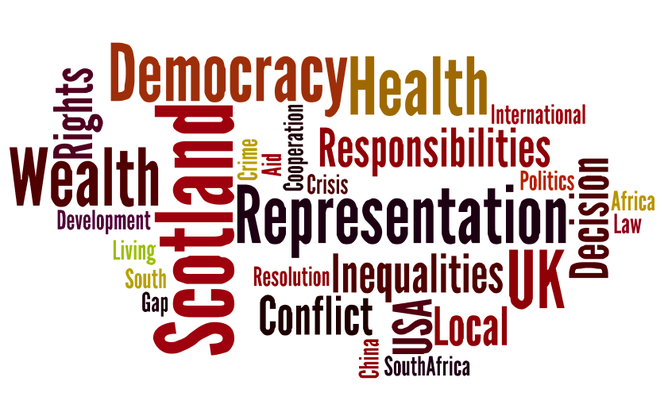 Democracy
Health
Rights
Scotland
International
Cooperation
Crime
Aid
Responsibilities
Wealth
Crisis
Politics
Decision
Representation
Africa
Law
Development
Living
South
Gap
Resolution
Inequalities
UK
Conflict
USA
Local
China
SouthAfrica